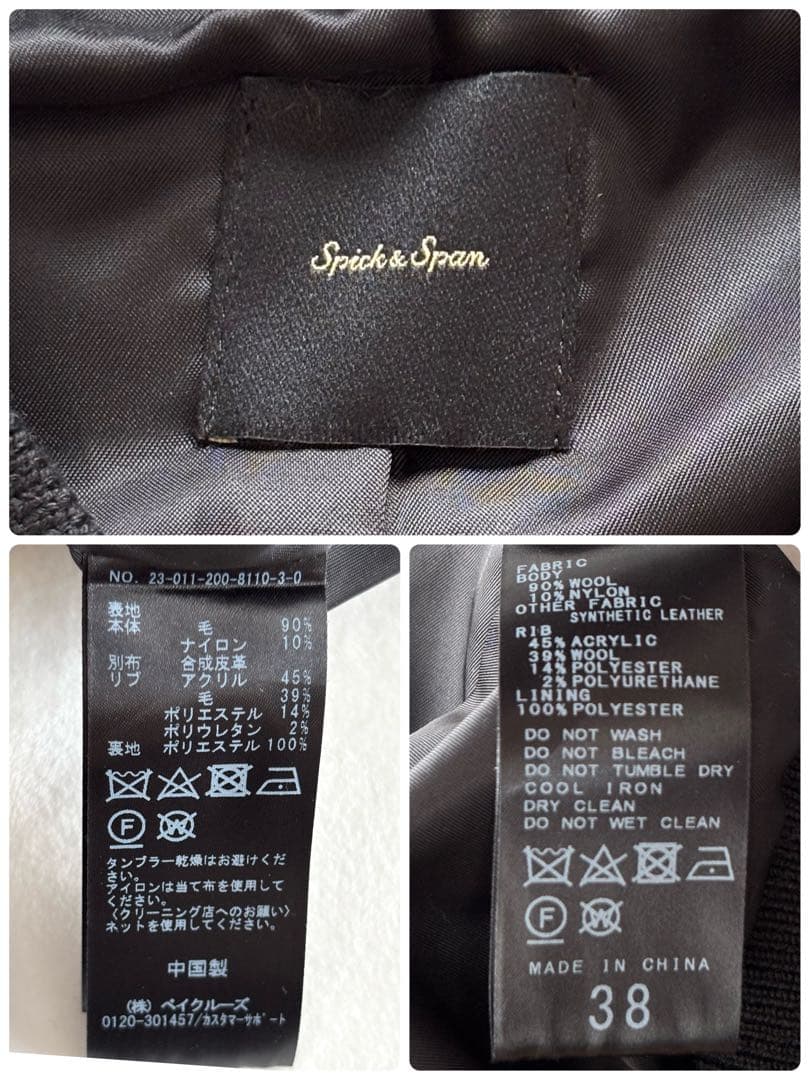 Spick & Span
NO. 23-011-200-8110-3-0
表地
本体 毛 90%
ナイロン 10%
別布 合成皮革
リブ アクリル 45%
毛 39%
ポリエステル 14%
ポリウレタン 2%
裏地 ポリエステル 100%
F W
タンブラー乾燥はお避けくだ
さい。
アイロンは当て布を使用して
ください。
〈クリーニング店へのお願い〉
ネットを使用してください。
中国製
(株) ベイクルーズ
0120-301457/カスタマーサポート
FABRIC
BODY
90% WOOL
10% NYLON
OTHER FABRIC
SYNTHETIC LEATHER
RIB
45% ACRYLIC
39% WOOL
14% POLYESTER
2% POLYURETHANE
LINING
100% POLYESTER
DO NOT WASH
DO NOT BLEACH
DO NOT TUMBLE DRY
COOL IRON
DRY CLEAN
DO NOT WET CLEAN
F W
MADE IN CHINA
38